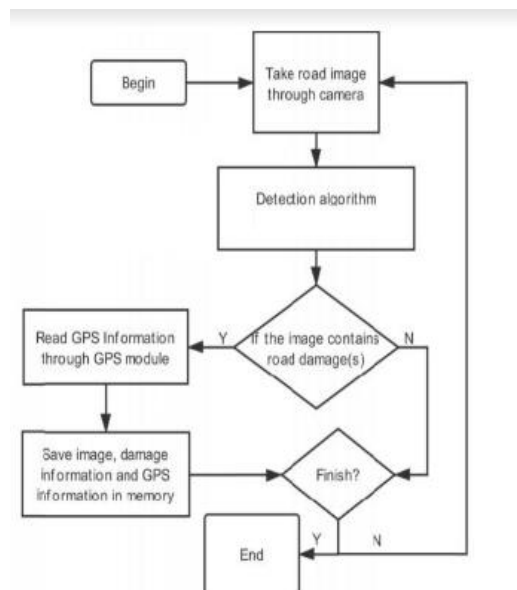 Begin
Take road image
through camera
Detection algorithm
If the image contains
road damage(s)
Y
N
Read GPS Information
through GPS module
Save image, damage
information and GPS
information in memory
Finish?
Y
N
End